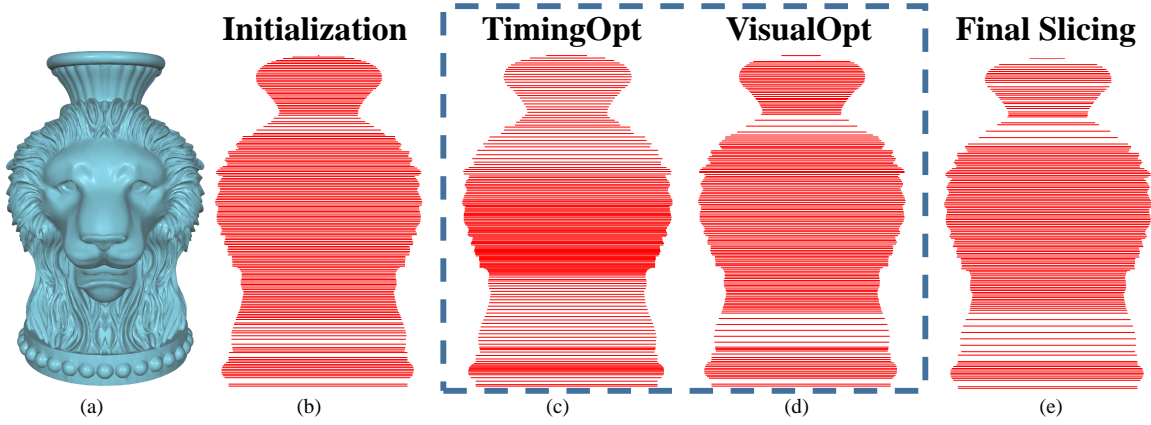 Initialization TimingOpt VisualOpt Final Slicing
(a) (b) (c) (d) (e)